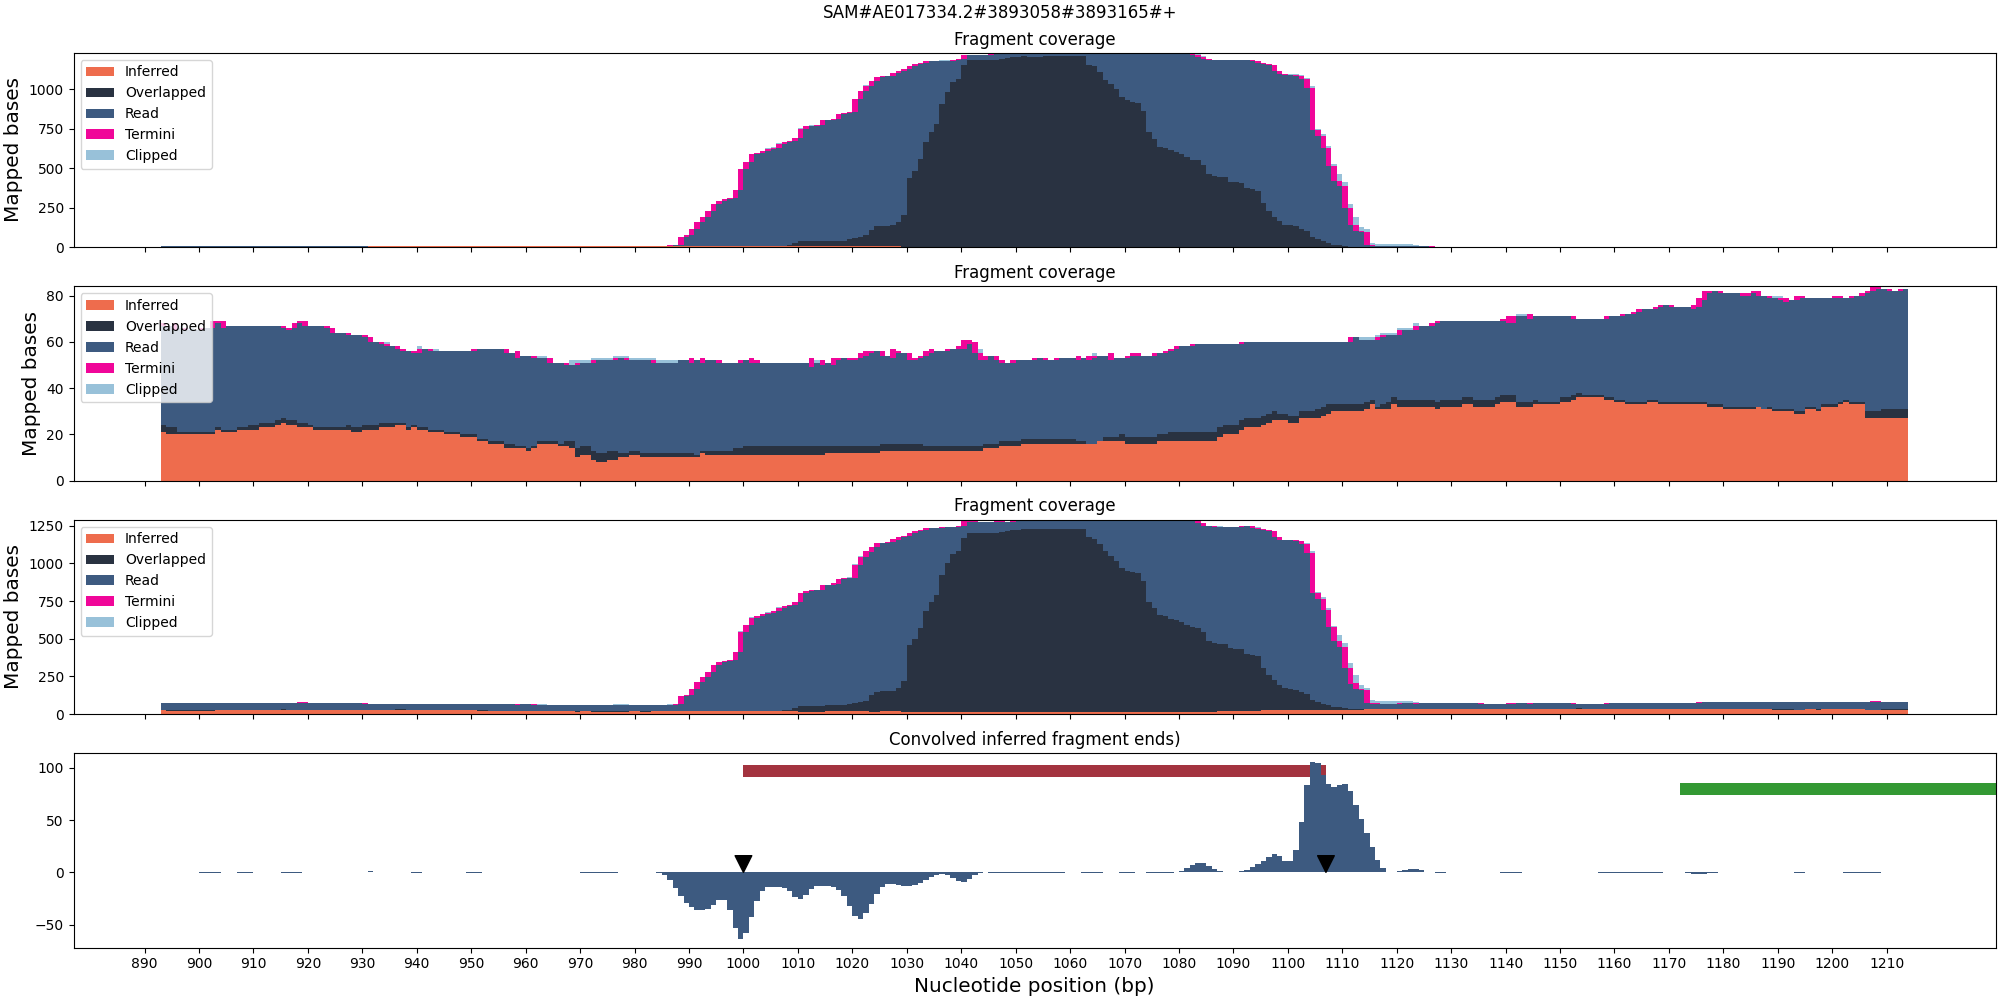 SAM#AE017334.2#3893058#3893165#+
Fragment coverage
Mapped bases
1000
750
500
250
0
Inferred
Overlapped
Read
Termini
Clipped
Fragment coverage
Mapped bases
80
60
40
20
0
Inferred
Overlapped
Read
Termini
Clipped
Fragment coverage
Mapped bases
1250
1000
750
500
250
0
Inferred
Overlapped
Read
Termini
Clipped
Convolved inferred fragment ends)
100
50
0
−50
890 900 910 920 930 940 950 960 970 980 990 1000 1010 1020 1030 1040 1050 1060 1070 1080 1090 1100 1110 1120 1130 1140 1150 1160 1170 1180 1190 1200 1210
Nucleotide position (bp)